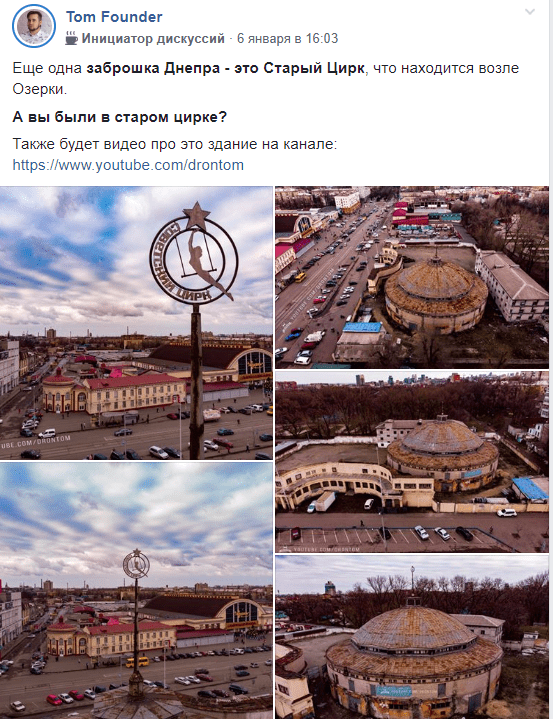 Tom Founder
Инициатор дискуссий · 6 января в 16:03
Еще одна заброшка Днепра - это Старый Цирк, что находится возле
Озерки.
А вы были в старом цирке?
Также будет видео про это здание на канале:
https://www.youtube.com/drontom
СОВЕТСКИЙ ЦИРК
UBE.COM/DRONTOM
YOUTUBE.COM/DRONTOM